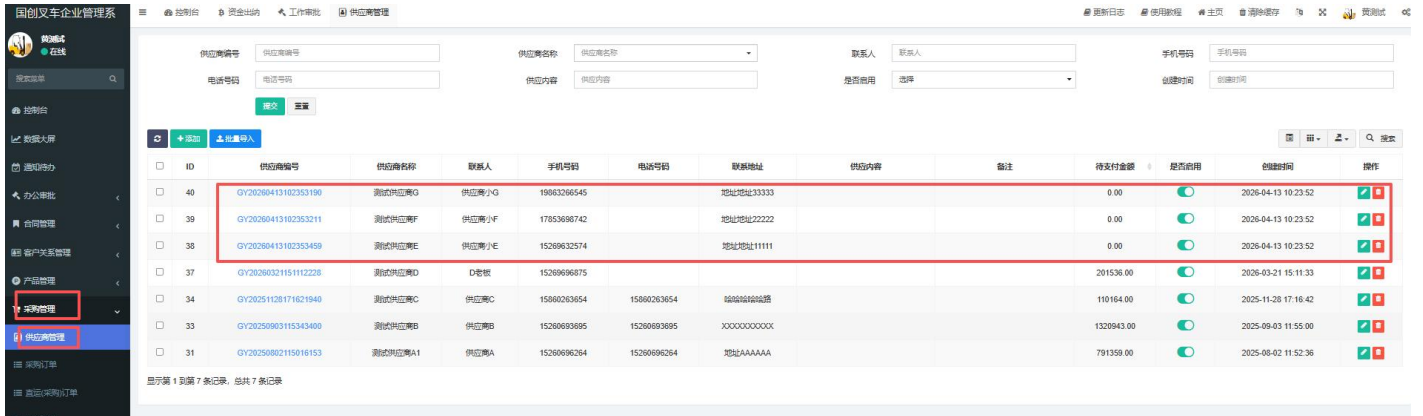 国创叉车企业管理系
控制台 资金出纳 工作审批 供应商管理 更新日志 使用教程 主页 清除缓存 黄测试
黄测试
在线
搜索菜单
控制台
数据大屏
通知待办
办公审批
合同管理
客户关系管理
产品管理
采购管理
供应商管理
采购订单
直运(采购)订单
供应商编号 供应商编号 供应商名称 供应商名称 联系人 联系人 手机号码 手机号码
电话号码 电话号码 供应内容 供应内容 是否启用 选择 创建时间 创建时间
提交 重置
添加 批量导入 搜索
ID 供应商编号 供应商名称 联系人 手机号码 电话号码 联系地址 供应内容 备注 待支付金额 是否启用 创建时间 操作
40 GY20260413102353190 测试供应商G 供应商小G 19863266545 地址地址33333 0.00 2026-04-13 10:23:52
39 GY20260413102353211 测试供应商F 供应商小F 17853698742 地址地址22222 0.00 2026-04-13 10:23:52
38 GY20260413102353459 测试供应商E 供应商小E 15269632574 地址地址11111 0.00 2026-04-13 10:23:52
37 GY20260321151112228 测试供应商D D老板 15269696875 201536.00 2026-03-21 15:11:33
34 GY20251128171621940 测试供应商C 供应商C 15860263654 15860263654 哈哈哈哈哈路 110164.00 2025-11-28 17:16:42
33 GY20250903115343400 测试供应商B 供应商B 15260693695 15260693695 XXXXXXXXXX 1320943.00 2025-09-03 11:55:00
31 GY20250802115016153 测试供应商A1 供应商A 15260696264 15260696264 地址AAAAAA 791359.00 2025-08-02 11:52:36
显示第 1 到第 7 条记录，总共 7 条记录